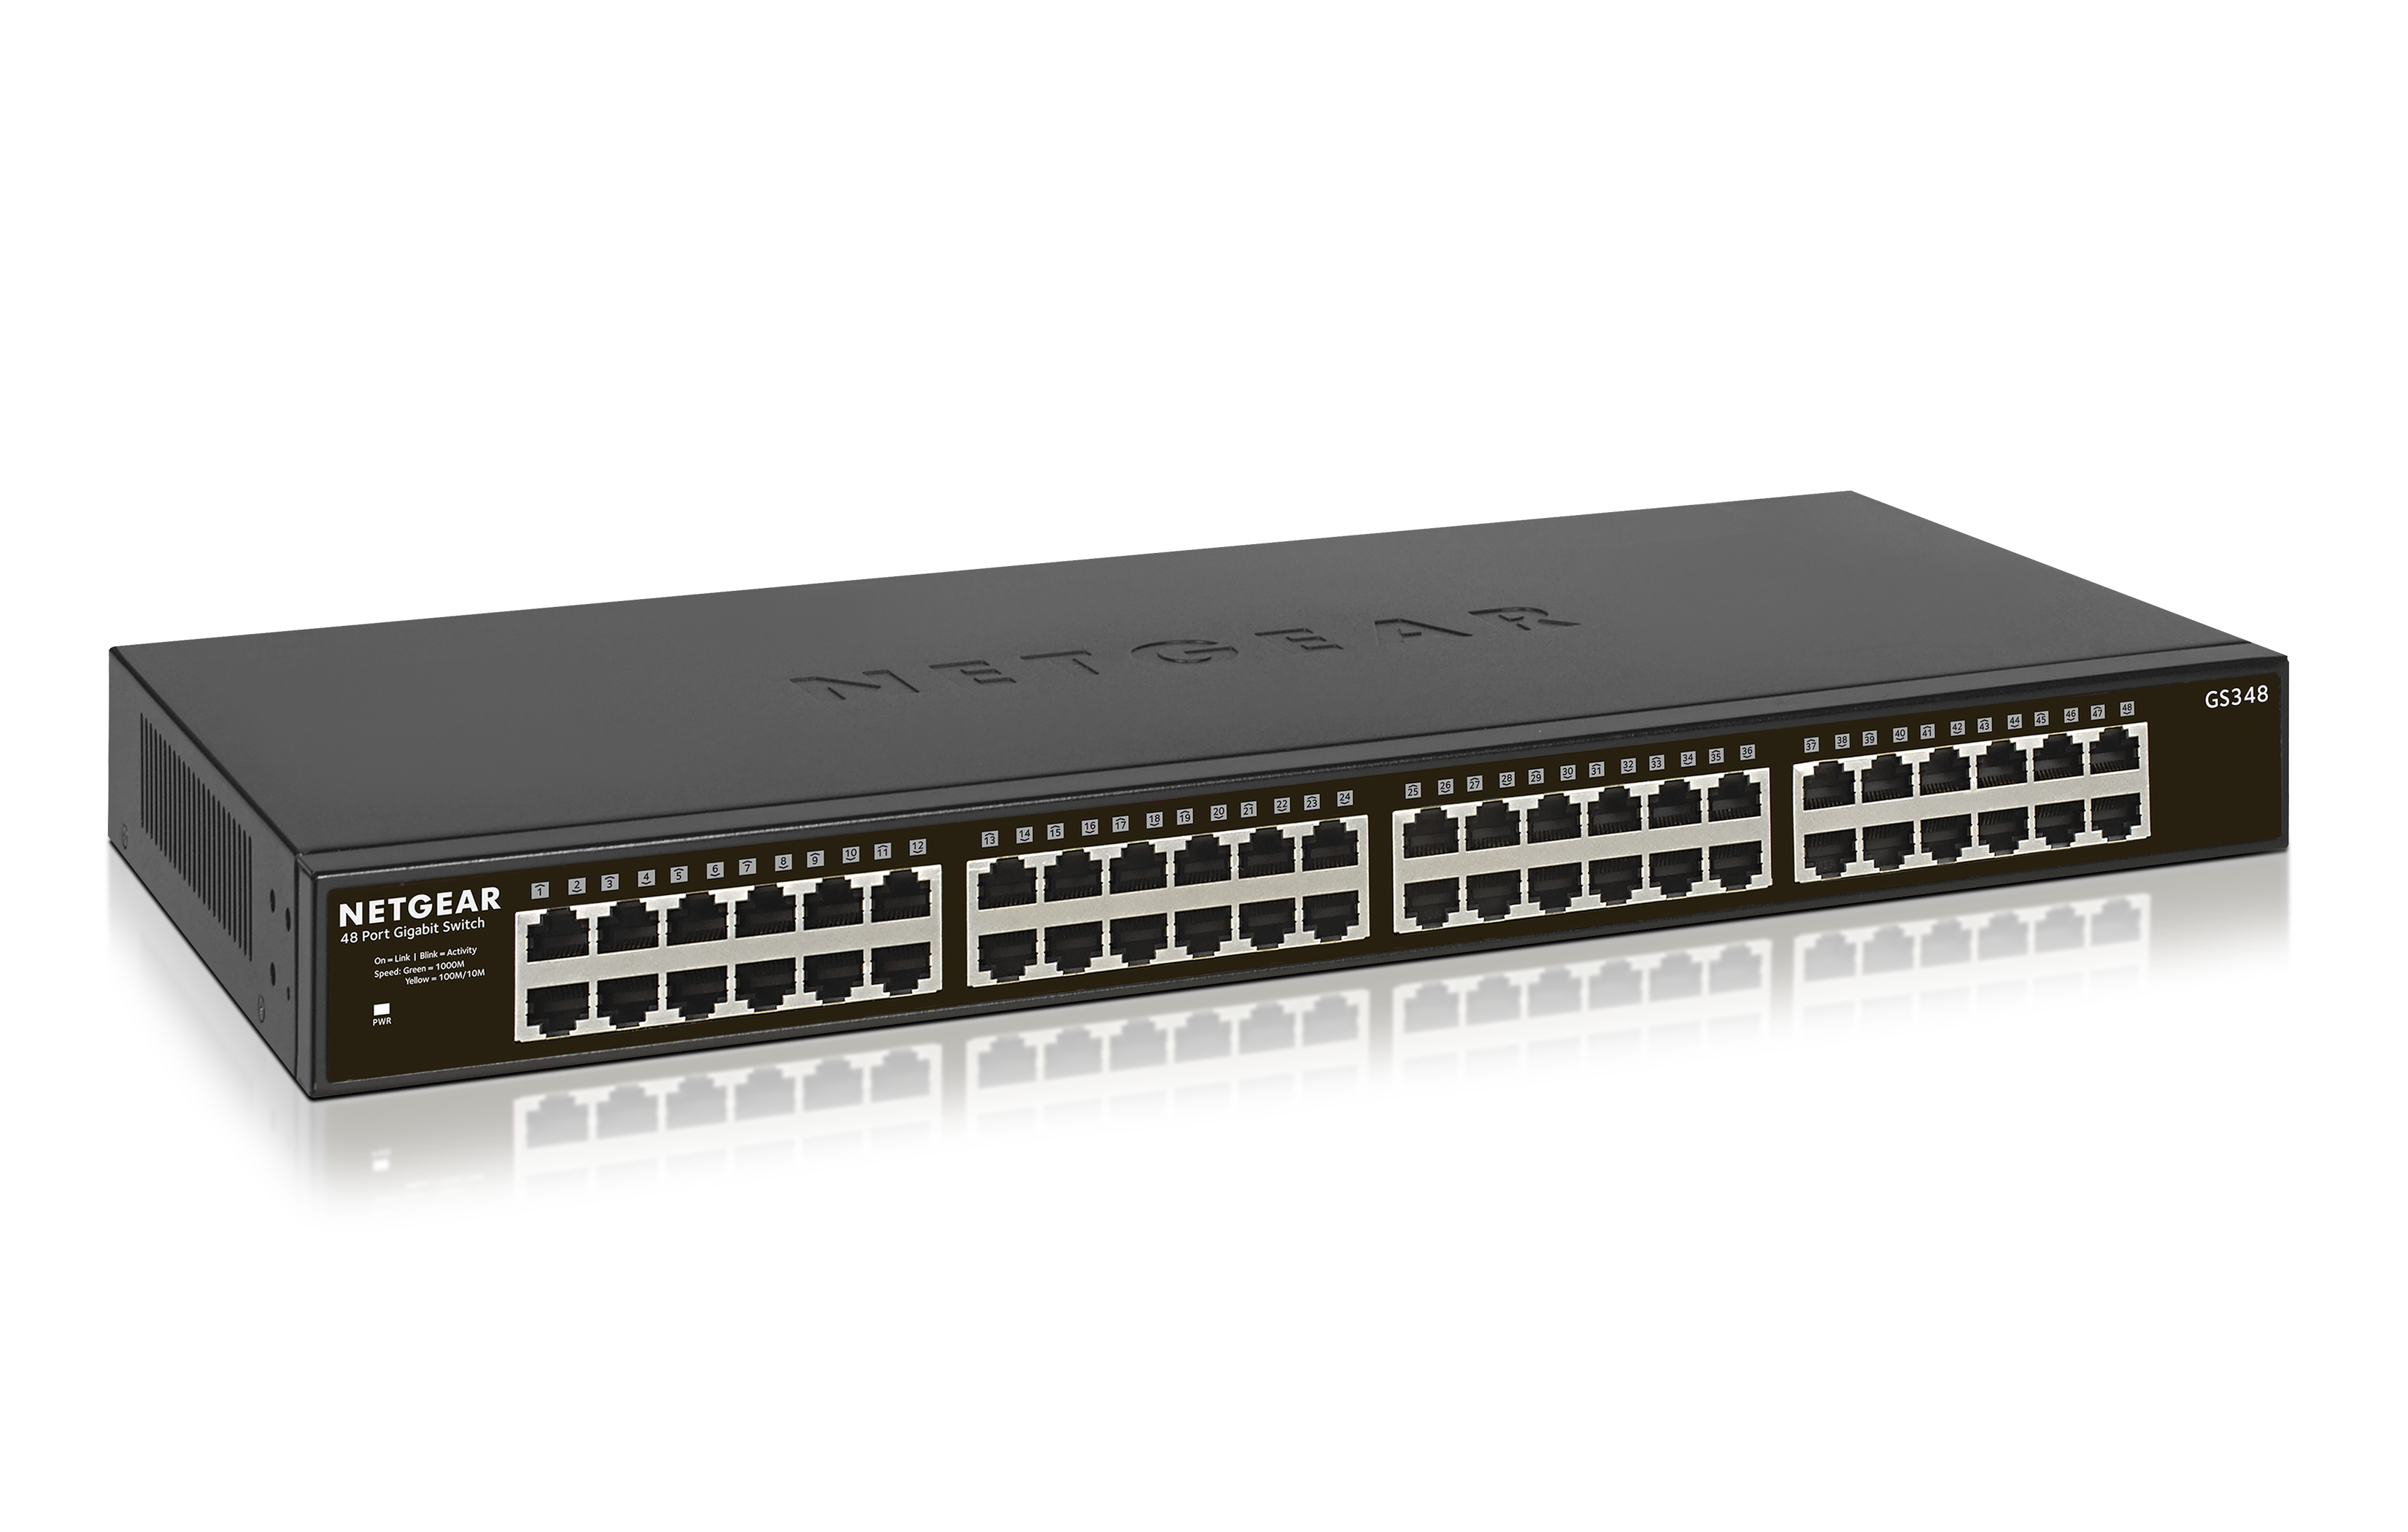 NETGEAR
GS348
1 2 3 4 5 6 7 8 9 10 11 12 13 14 15 16 17 18 19 20 21 22 23 24 25 26 27 28 29 30 31 32 33 34 35 36 37 38 39 40 41 42 43 44 45 46 47 48
NETGEAR
48 Port Gigabit Switch
On = Link | Blink = Activity
Speed: Green = 1000M
Yellow = 100M/10M
PWR